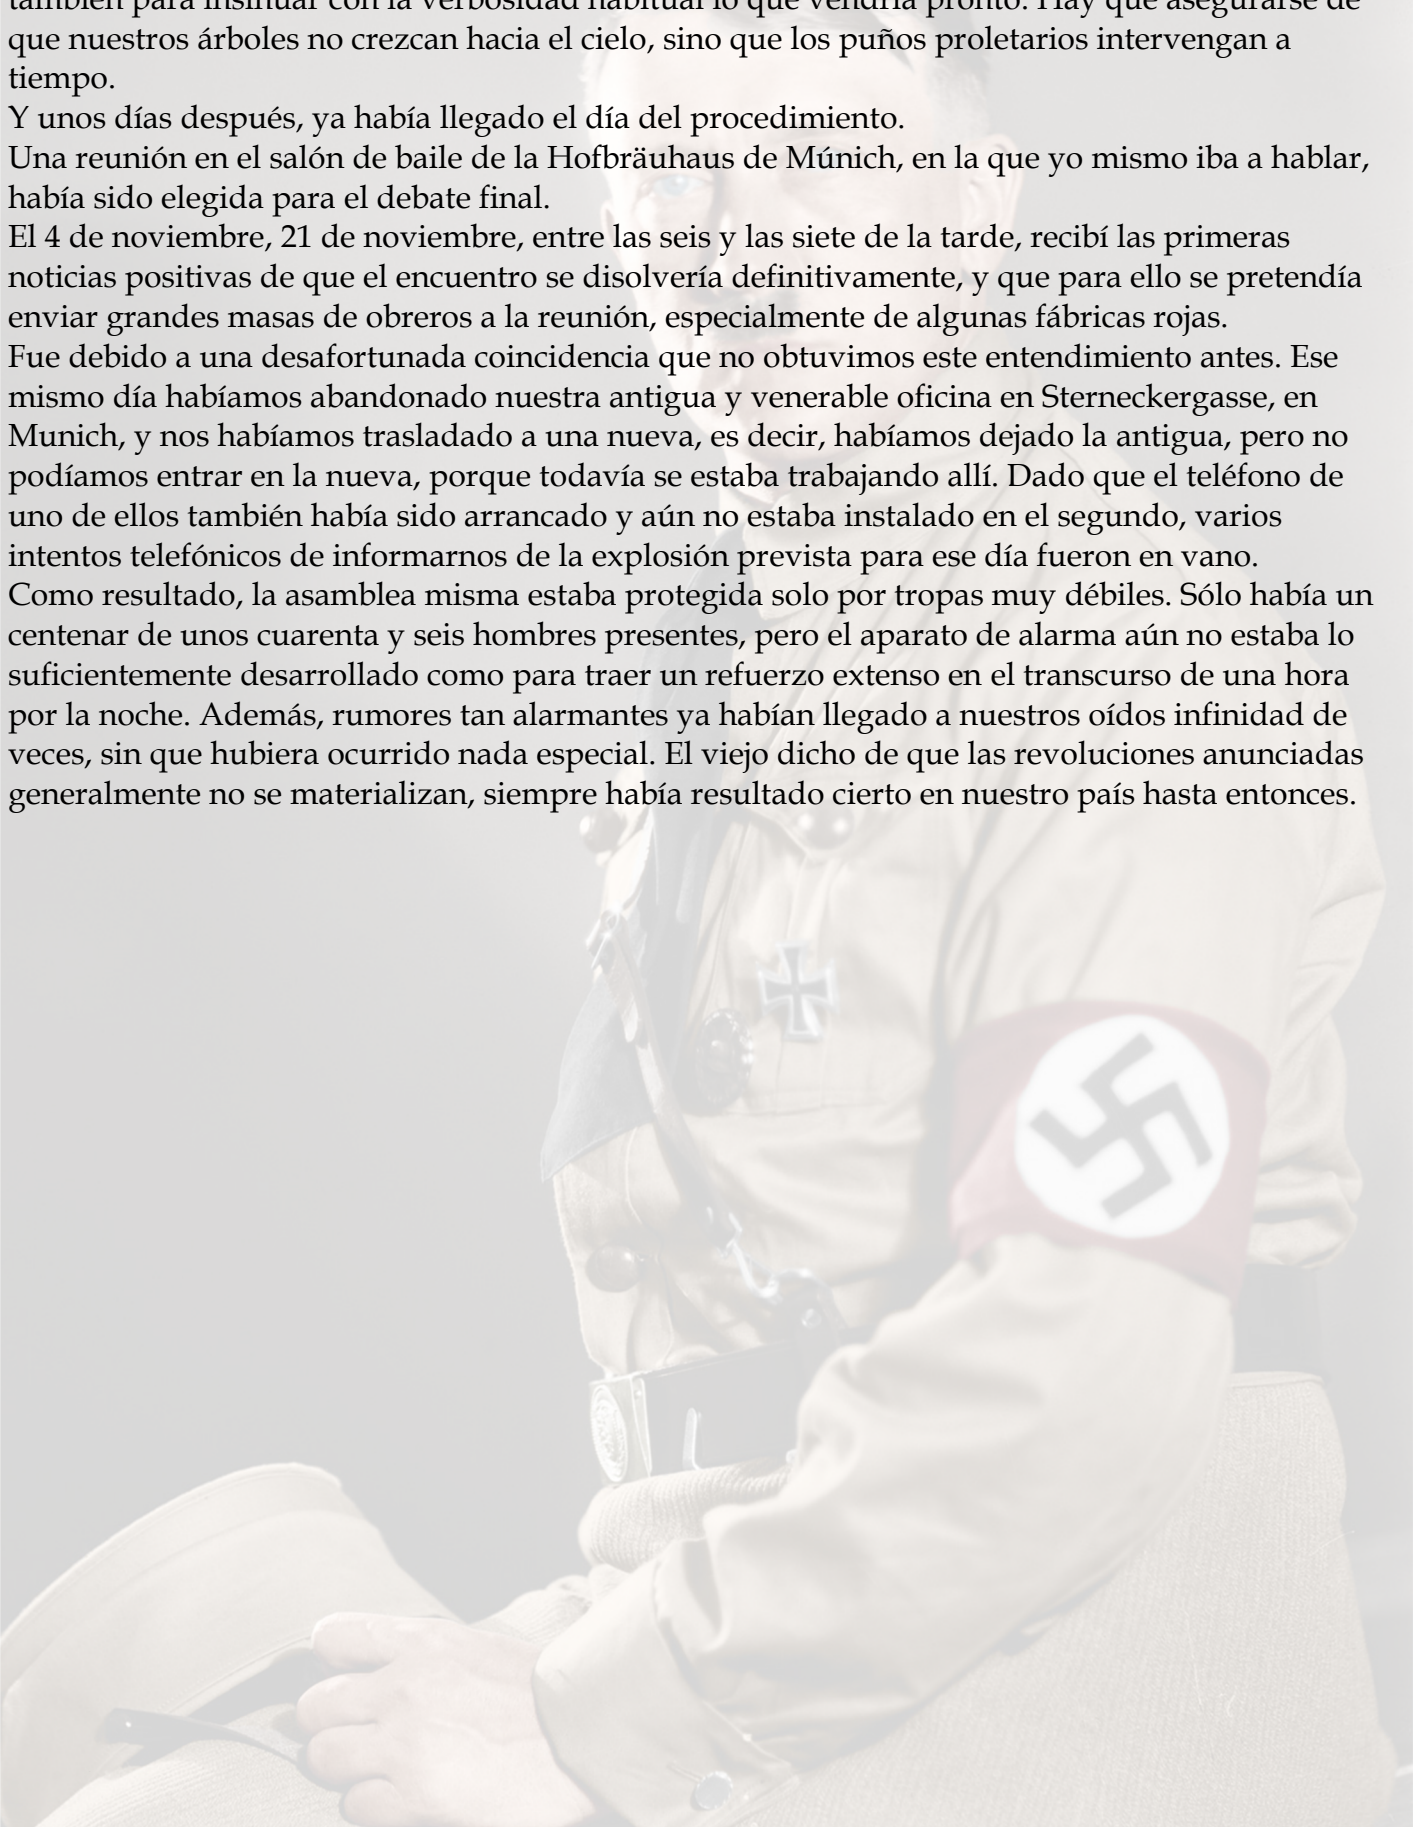 también para insinuar con la verbosidad habitual lo que vendría pronto. Hay que asegurarse de
que nuestros árboles no crezcan hacia el cielo, sino que los puños proletarios intervengan a
tiempo.
Y unos días después, ya había llegado el día del procedimiento.
Una reunión en el salón de baile de la Hofbräuhaus de Múnich, en la que yo mismo iba a hablar,
había sido elegida para el debate final.
El 4 de noviembre, 21 de noviembre, entre las seis y las siete de la tarde, recibí las primeras
noticias positivas de que el encuentro se disolvería definitivamente, y que para ello se pretendía
enviar grandes masas de obreros a la reunión, especialmente de algunas fábricas rojas.
Fue debido a una desafortunada coincidencia que no obtuvimos este entendimiento antes. Ese
mismo día habíamos abandonado nuestra antigua y venerable oficina en Sterneckergasse, en
Munich, y nos habíamos trasladado a una nueva, es decir, habíamos dejado la antigua, pero no
podíamos entrar en la nueva, porque todavía se estaba trabajando allí. Dado que el teléfono de
uno de ellos también había sido arrancado y aún no estaba instalado en el segundo, varios
intentos telefónicos de informarnos de la explosión prevista para ese día fueron en vano.
Como resultado, la asamblea misma estaba protegida solo por tropas muy débiles. Sólo había un
centenar de unos cuarenta y seis hombres presentes, pero el aparato de alarma aún no estaba lo
suficientemente desarrollado como para traer un refuerzo extenso en el transcurso de una hora
por la noche. Además, rumores tan alarmantes ya habían llegado a nuestros oídos infinidad de
veces, sin que hubiera ocurrido nada especial. El viejo dicho de que las revoluciones anunciadas
generalmente no se materializan, siempre había resultado cierto en nuestro país hasta entonces.